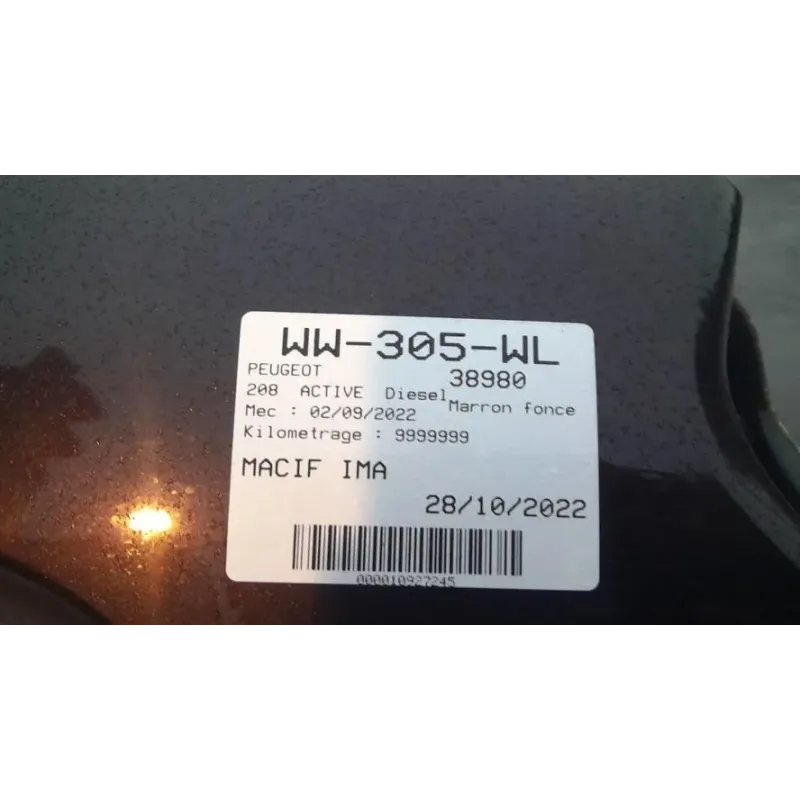 WW-305-WL
PEUGEOT 38980
208 ACTIVE Diesel Marron fonce
Mec : 02/09/2022
Kilometrage : 9999999
MACIF IMA
28/10/2022
000010927245